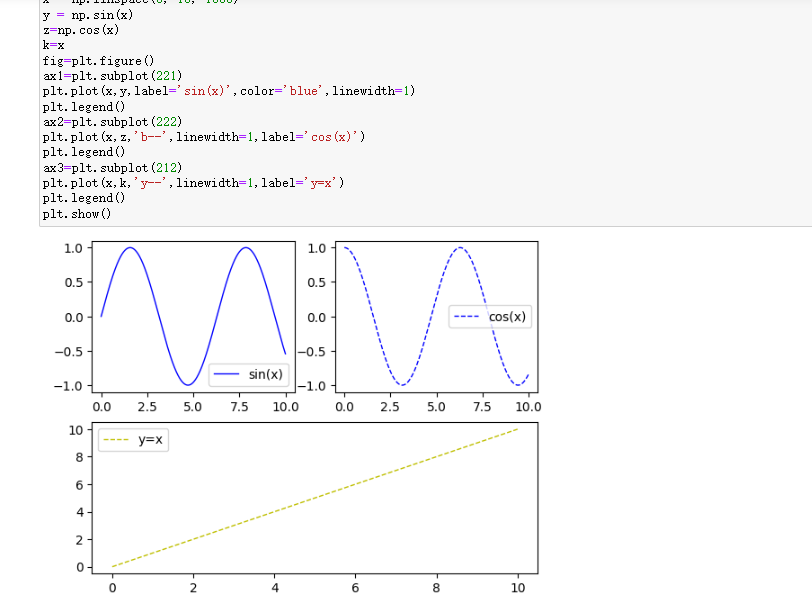 y = np.sin(x)
z=np.cos(x)
k=x
fig=plt.figure()
ax1=plt.subplot(221)
plt.plot(x,y,label='sin(x)',color='blue',linewidth=1)
plt.legend()
ax2=plt.subplot(222)
plt.plot(x,z,'b--',linewidth=1,label='cos(x)')
plt.legend()
ax3=plt.subplot(212)
plt.plot(x,k,'y--',linewidth=1,label='y=x')
plt.legend()
plt.show()
1.0
0.5
0.0
−0.5
−1.0
sin(x)
0.0 2.5 5.0 7.5 10.0
1.0
0.5
0.0
−0.5
−1.0
cos(x)
0.0 2.5 5.0 7.5 10.0
10
8
6
4
2
0
y=x
0 2 4 6 8 10